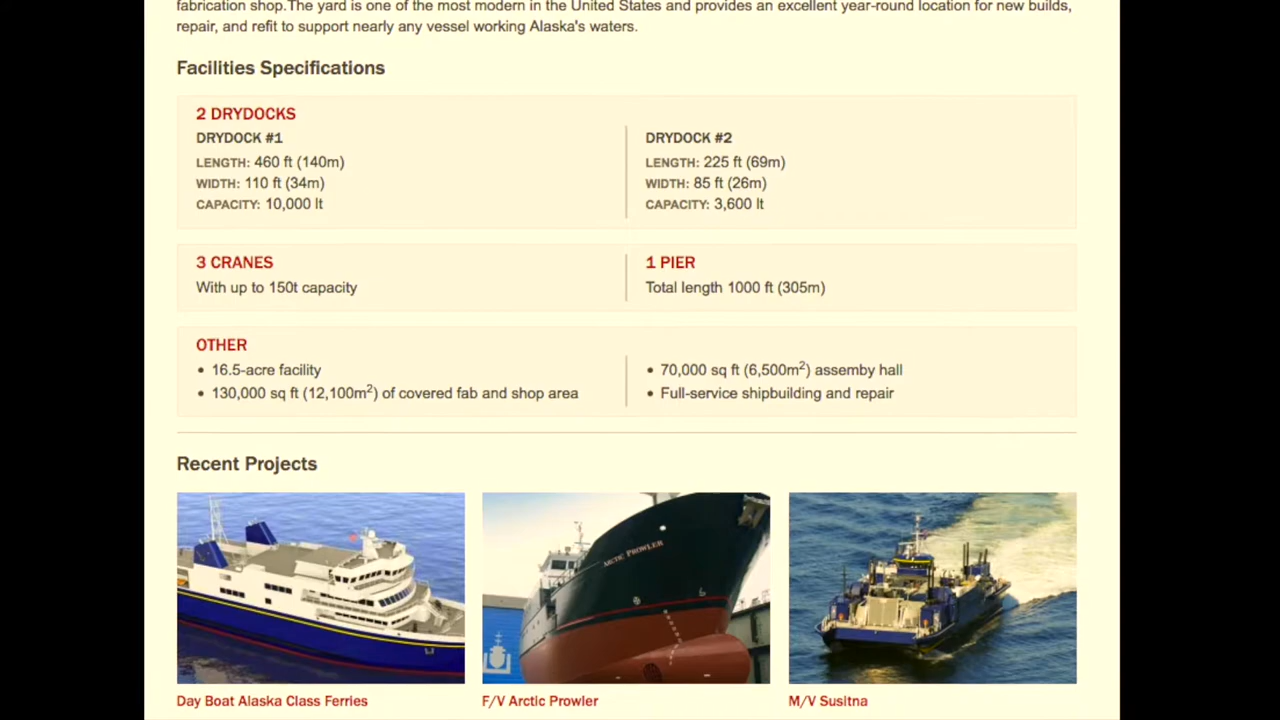 fabrication shop.The yard is one of the most modern in the United States and provides an excellent year-round location for new builds,
repair, and refit to support nearly any vessel working Alaska's waters.
Facilities Specifications
2 DRYDOCKS
DRYDOCK #1
LENGTH: 460 ft (140m)
WIDTH: 110 ft (34m)
CAPACITY: 10,000 lt
DRYDOCK #2
LENGTH: 225 ft (69m)
WIDTH: 85 ft (26m)
CAPACITY: 3,600 lt
3 CRANES
With up to 150t capacity
1 PIER
Total length 1000 ft (305m)
OTHER
• 16.5-acre facility
• 130,000 sq ft (12,100m²) of covered fab and shop area
• 70,000 sq ft (6,500m²) assemby hall
• Full-service shipbuilding and repair
Recent Projects
ARCTIC PROWLER
Day Boat Alaska Class Ferries
F/V Arctic Prowler
M/V Susitna